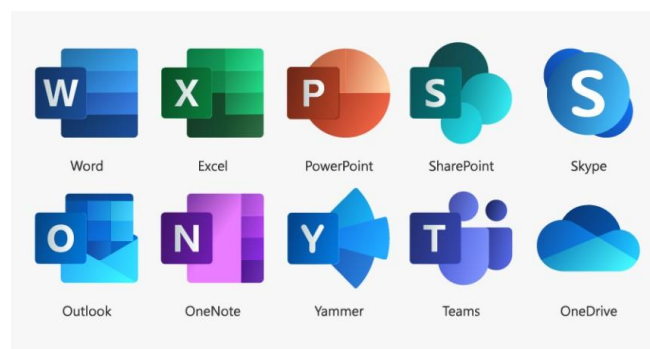 W X P S S
Word Excel PowerPoint SharePoint Skype
O N Y T
Outlook OneNote Yammer Teams OneDrive